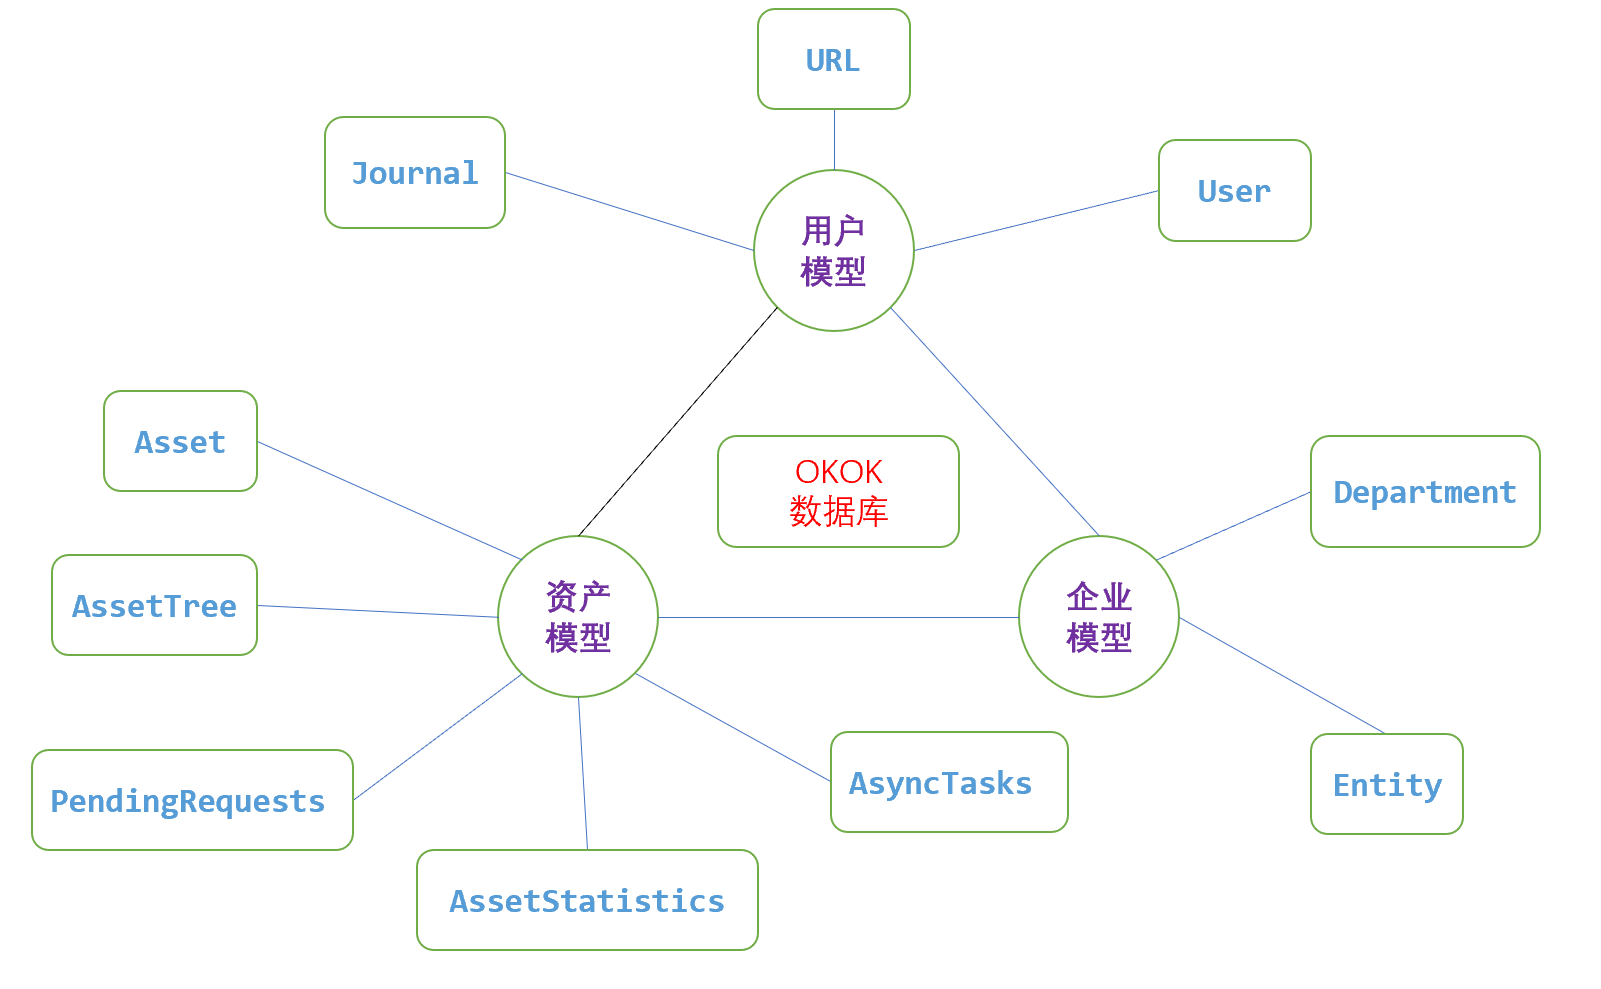 URL
Journal
User
用户
模型
Asset
OKOK
数据库
Department
AssetTree
资产
模型
企业
模型
PendingRequests
AsyncTasks
Entity
AssetStatistics